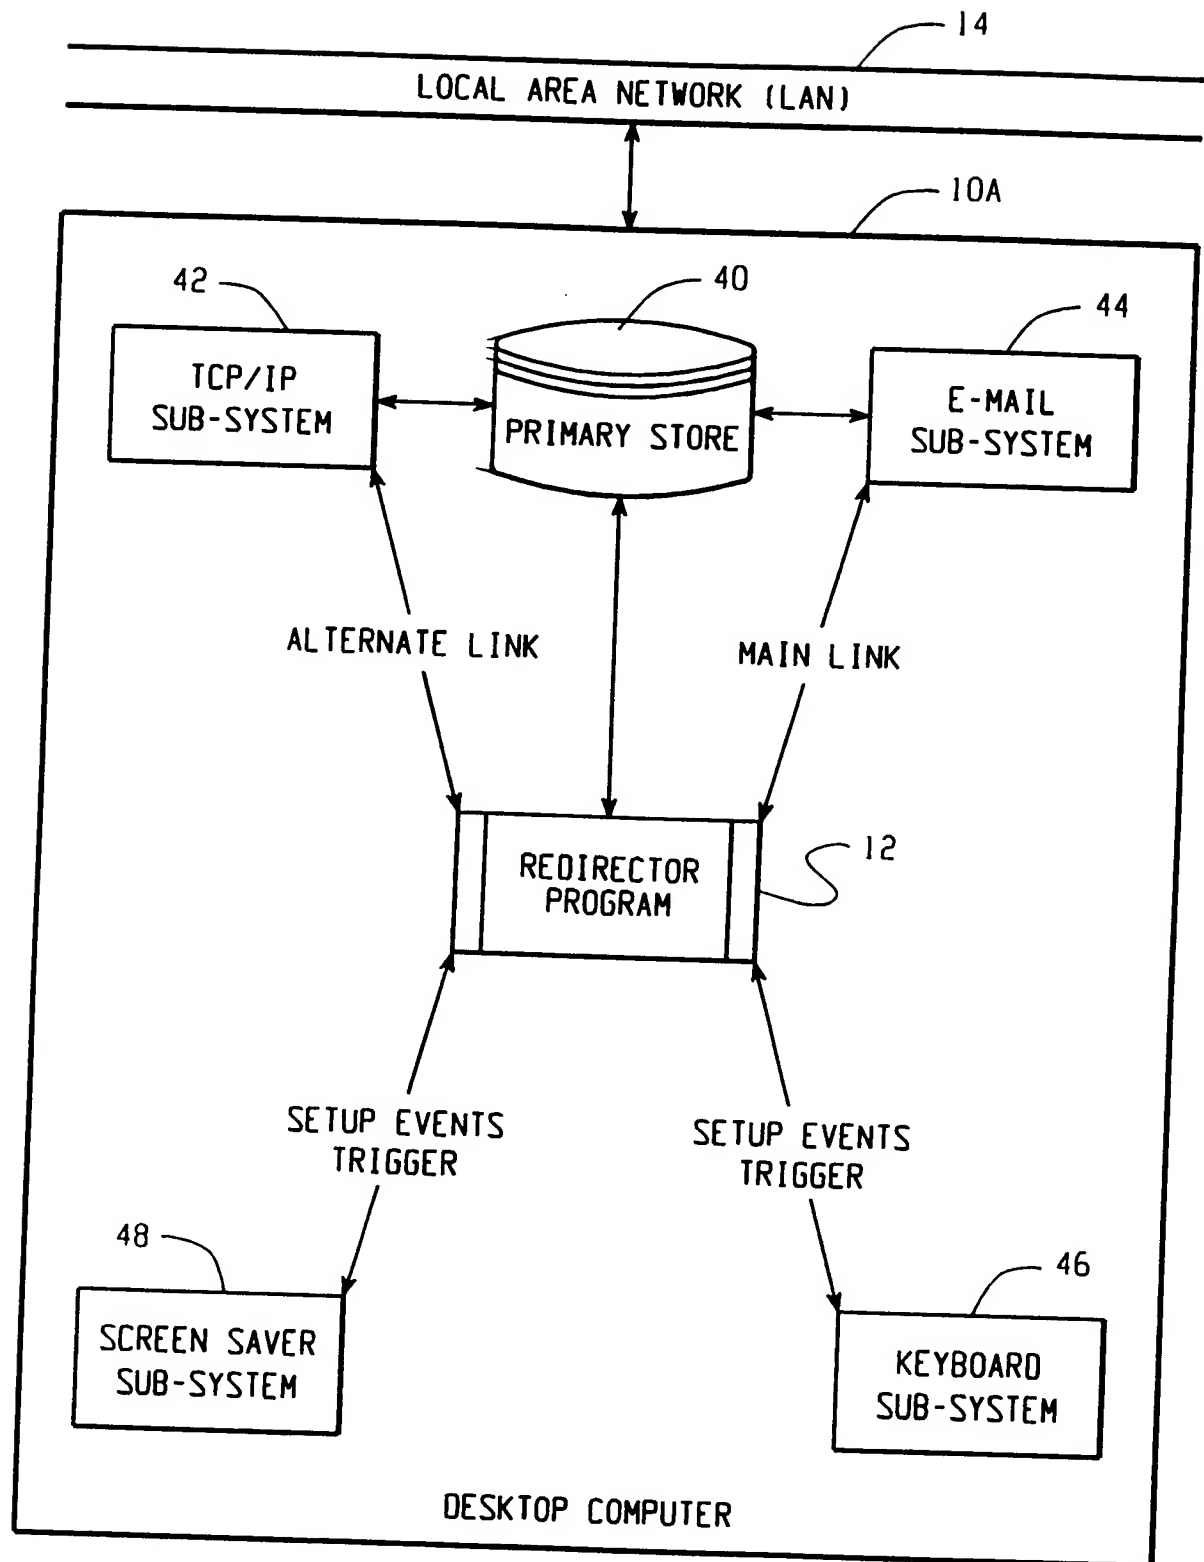 14
LOCAL AREA NETWORK (LAN)
10A
42
40
44
TCP/IP
SUB-SYSTEM
PRIMARY STORE
E-MAIL
SUB-SYSTEM
ALTERNATE LINK
MAIN LINK
12
REDIRECTOR
PROGRAM
SETUP EVENTS
TRIGGER
SETUP EVENTS
TRIGGER
48
46
SCREEN SAVER
SUB-SYSTEM
KEYBOARD
SUB-SYSTEM
DESKTOP COMPUTER